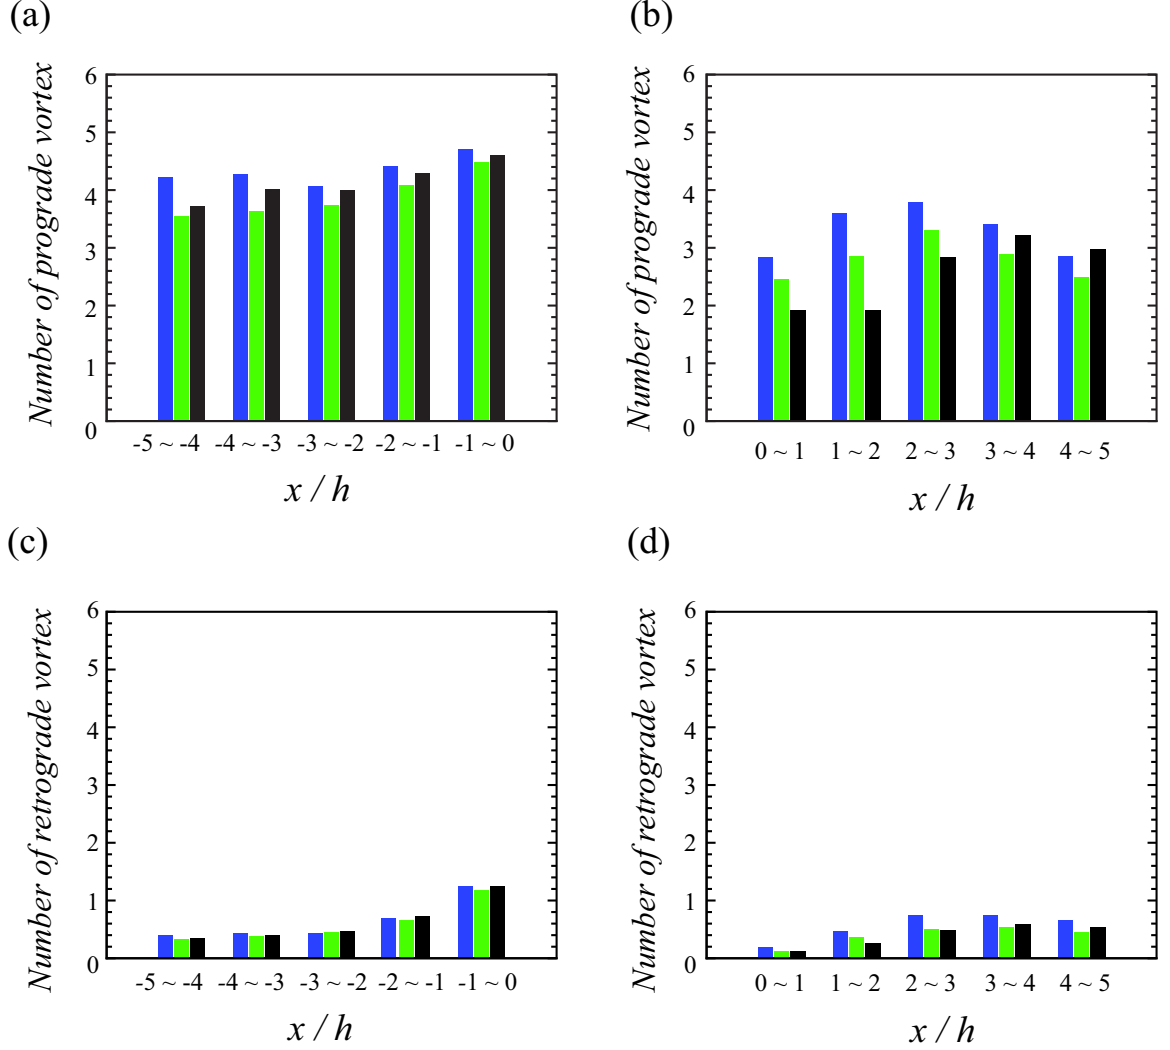 (a)
Number of prograde vortex
6
5
4
3
2
1
0
-5 ~ -4 -4 ~ -3 -3 ~ -2 -2 ~ -1 -1 ~ 0
x / h
(b)
Number of prograde vortex
6
5
4
3
2
1
0
0 ~ 1 1 ~ 2 2 ~ 3 3 ~ 4 4 ~ 5
x / h
(c)
Number of retrograde vortex
6
5
4
3
2
1
0
-5 ~ -4 -4 ~ -3 -3 ~ -2 -2 ~ -1 -1 ~ 0
x / h
(d)
Number of retrograde vortex
6
5
4
3
2
1
0
0 ~ 1 1 ~ 2 2 ~ 3 3 ~ 4 4 ~ 5
x / h